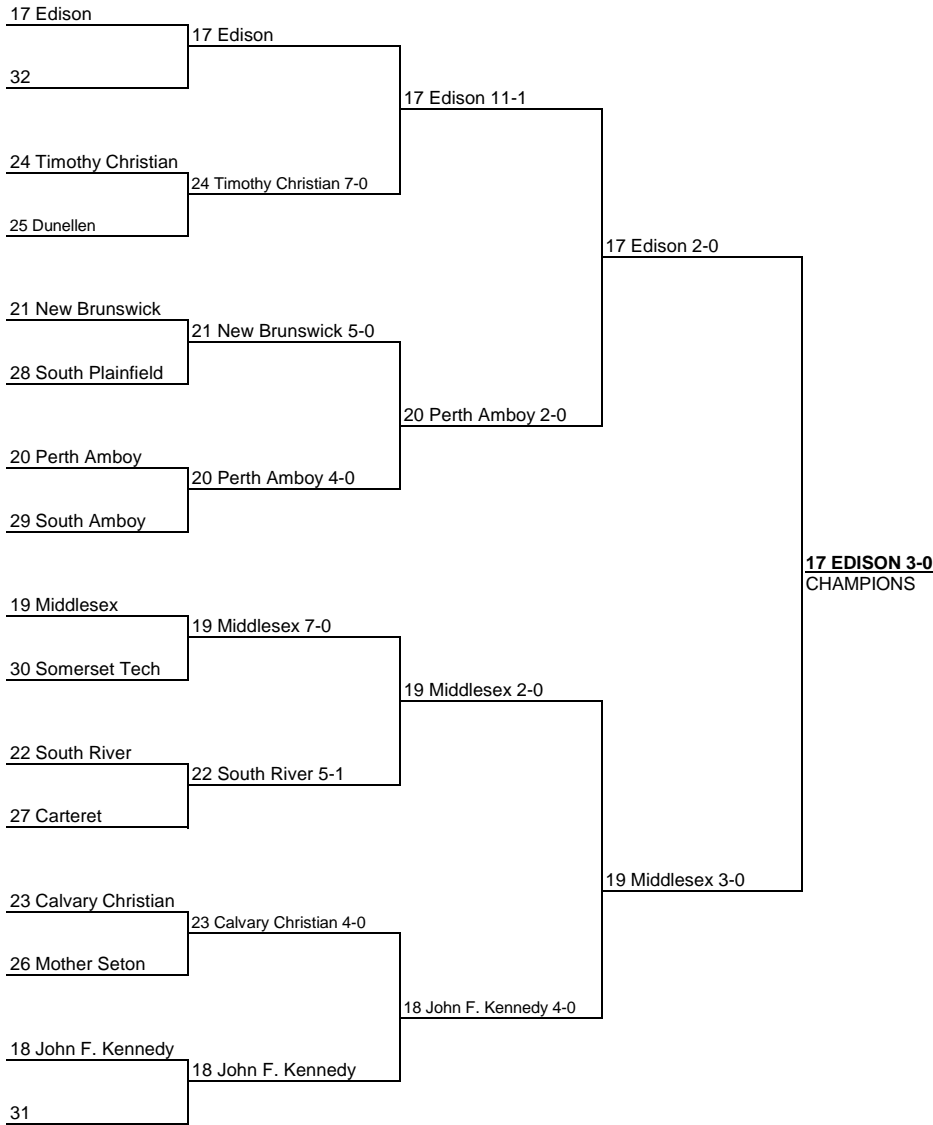 17 Edison
32
24 Timothy Christian
25 Dunellen
21 New Brunswick
28 South Plainfield
20 Perth Amboy
29 South Amboy
19 Middlesex
30 Somerset Tech
22 South River
27 Carteret
23 Calvary Christian
26 Mother Seton
18 John F. Kennedy
31
17 Edison
24 Timothy Christian 7-0
21 New Brunswick 5-0
20 Perth Amboy 4-0
19 Middlesex 7-0
22 South River 5-1
23 Calvary Christian 4-0
18 John F. Kennedy
17 Edison 11-1
20 Perth Amboy 2-0
19 Middlesex 2-0
18 John F. Kennedy 4-0
17 Edison 2-0
19 Middlesex 3-0
17 EDISON 3-0
CHAMPIONS